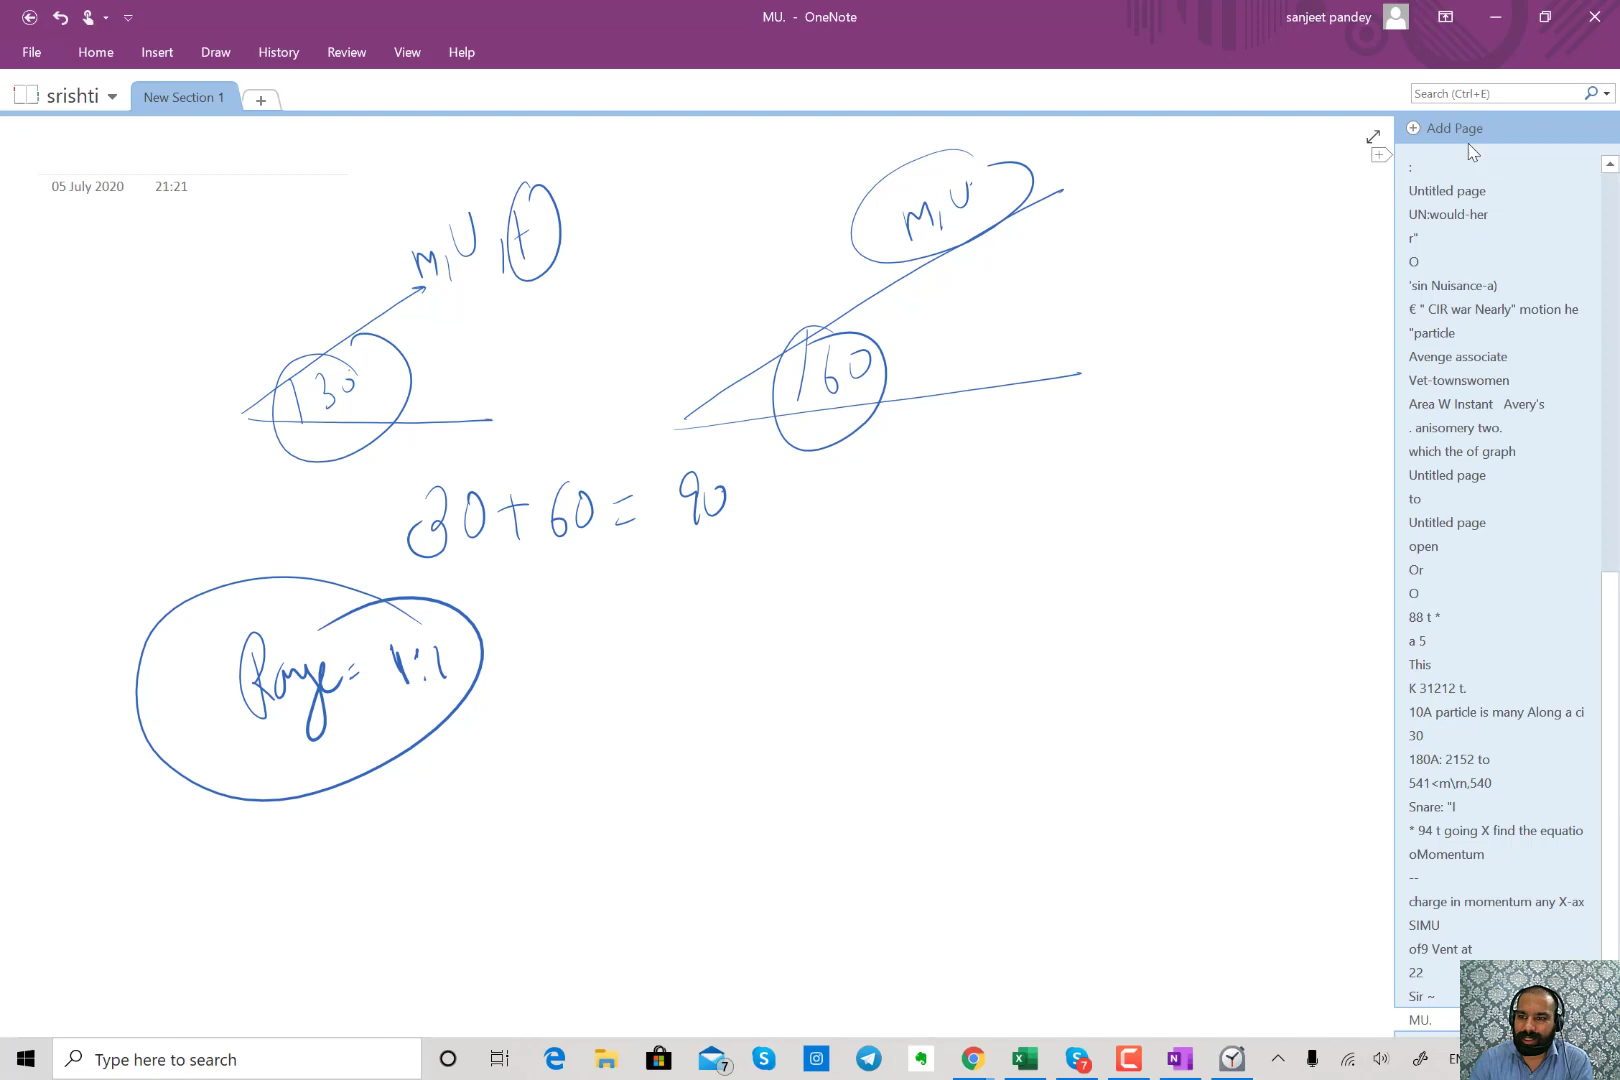 MU. - OneNote
sanjeet pandey
File Home Insert Draw History Review View Help
srishti
New Section 1
Search (Ctrl+E)
Add Page
05 July 2020 21:21
m, U, t
m, U
30
60
30 + 60 = 90
Range = 1:1
:
Untitled page
UN:would-her
r"
O
'sin Nuisance-a)
€ " CIR war Nearly" motion he
"particle
Avenge associate
Vet-townswomen
Area W Instant Avery's
. anisomery two.
which the of graph
Untitled page
to
Untitled page
open
Or
O
88 t *
a 5
This
K 31212 t.
10A particle is many Along a ci
30
180A: 2152 to
541<m\rn,540
Snare: "I
* 94 t going X find the equatio
oMomentum
--
charge in momentum any X-ax
SIMU
of9 Vent at
22
Sir ~
MU.
Type here to search
7
7